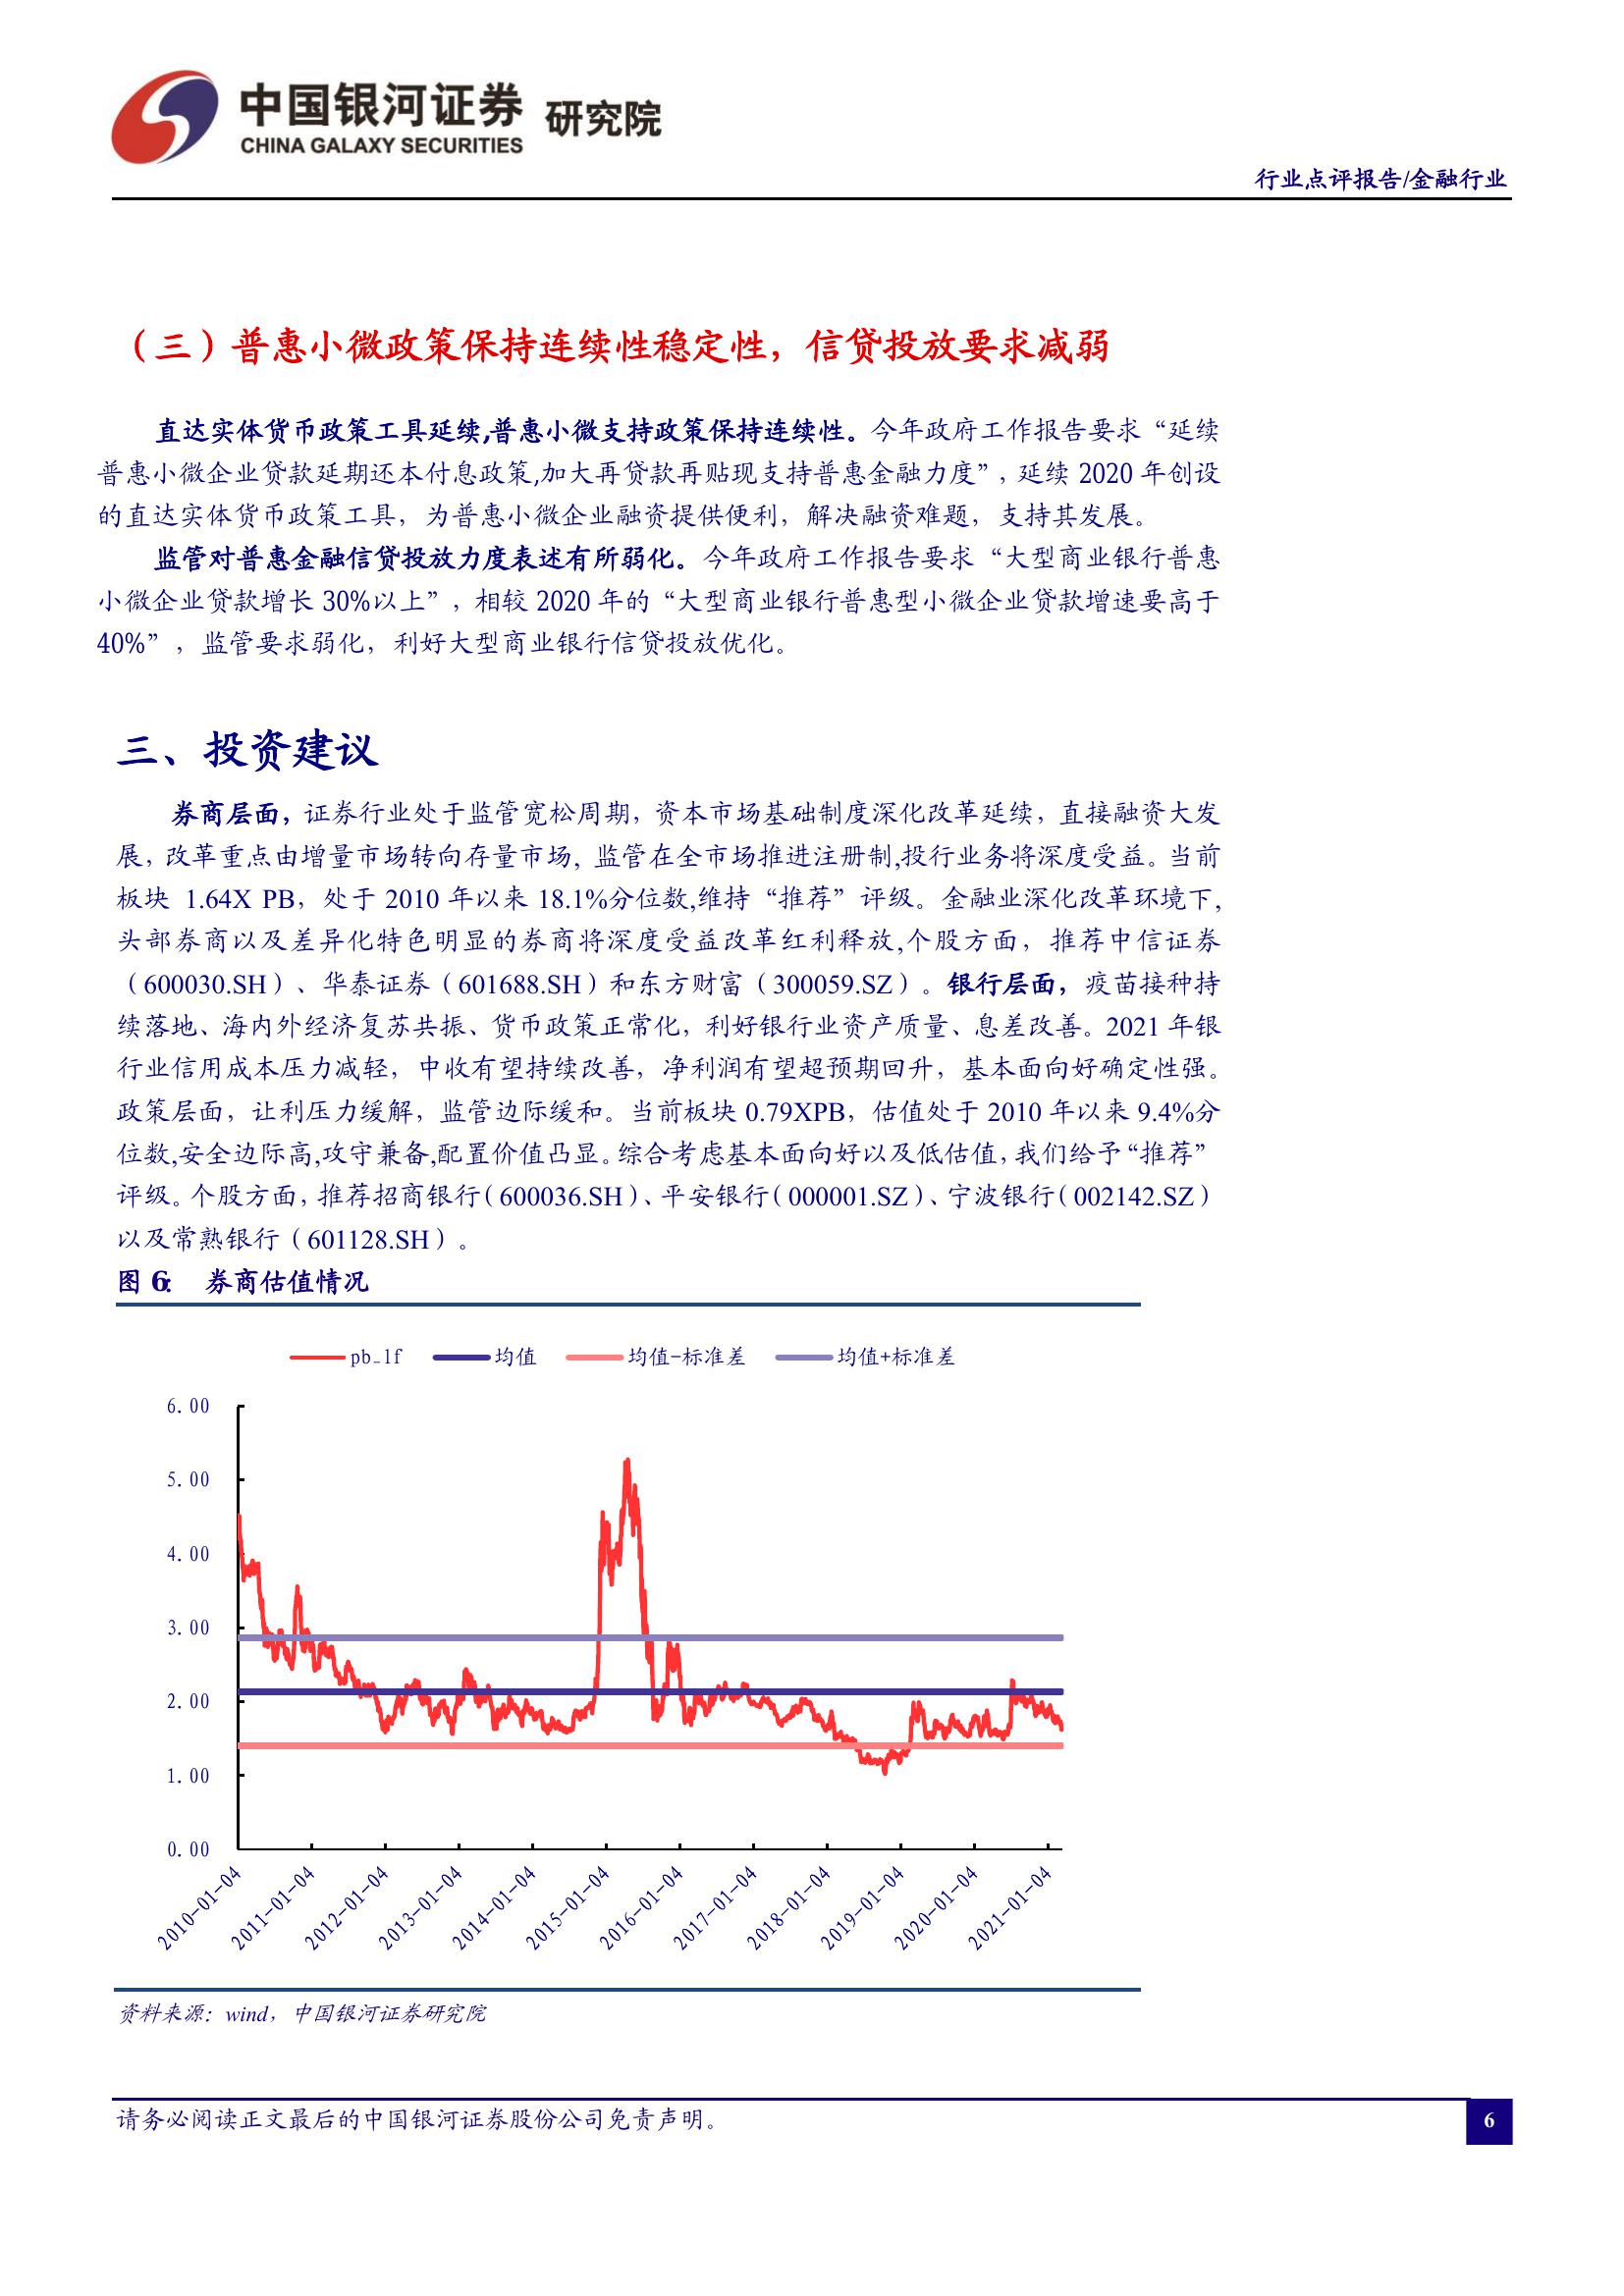 中国银河证券 研究院
CHINA GALAXY SECURITIES
行业点评报告/金融行业
（三）普惠小微政策保持连续性稳定性，信贷投放要求减弱
直达实体货币政策工具延续,普惠小微支持政策保持连续性。今年政府工作报告要求“延续
普惠小微企业贷款延期还本付息政策,加大再贷款再贴现支持普惠金融力度”，延续 2020 年创设
的直达实体货币政策工具，为普惠小微企业融资提供便利，解决融资难题，支持其发展。
监管对普惠金融信贷投放力度表述有所弱化。今年政府工作报告要求“大型商业银行普惠
小微企业贷款增长 30%以上”，相较 2020 年的“大型商业银行普惠型小微企业贷款增速要高于
40%”，监管要求弱化，利好大型商业银行信贷投放优化。
三、投资建议
券商层面，证券行业处于监管宽松周期，资本市场基础制度深化改革延续，直接融资大发
展，改革重点由增量市场转向存量市场，监管在全市场推进注册制,投行业务将深度受益。当前
板块 1.64X PB，处于 2010 年以来 18.1%分位数,维持“推荐”评级。金融业深化改革环境下,
头部券商以及差异化特色明显的券商将深度受益改革红利释放,个股方面，推荐中信证券
（600030.SH）、华泰证券（601688.SH）和东方财富（300059.SZ）。银行层面，疫苗接种持
续落地、海内外经济复苏共振、货币政策正常化，利好银行业资产质量、息差改善。2021 年银
行业信用成本压力减轻，中收有望持续改善，净利润有望超预期回升，基本面向好确定性强。
政策层面，让利压力缓解，监管边际缓和。当前板块 0.79XPB，估值处于 2010 年以来 9.4%分
位数,安全边际高,攻守兼备,配置价值凸显。综合考虑基本面向好以及低估值，我们给予“推荐”
评级。个股方面，推荐招商银行（600036.SH）、平安银行（000001.SZ）、宁波银行（002142.SZ）
以及常熟银行（601128.SH）。
图 6: 券商估值情况
pb_lf 均值 均值-标准差 均值+标准差
6.00
5.00
4.00
3.00
2.00
1.00
0.00
2010-01-04 2011-01-04 2012-01-04 2013-01-04 2014-01-04 2015-01-04 2016-01-04 2017-01-04 2018-01-04 2019-01-04 2020-01-04 2021-01-04
资料来源：wind，中国银河证券研究院
请务必阅读正文最后的中国银河证券股份公司免责声明。
6